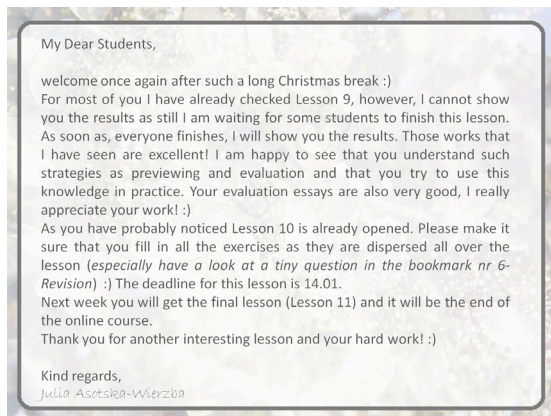 My Dear Students,
welcome once again after such a long Christmas break :)
For most of you I have already checked Lesson 9, however, I cannot show
you the results as still I am waiting for some students to finish this lesson.
As soon as, everyone finishes, I will show you the results. Those works that
I have seen are excellent! I am happy to see that you understand such
strategies as previewing and evaluation and that you try to use this
knowledge in practice. Your evaluation essays are also very good, I really
appreciate your work! :)
As you have probably noticed Lesson 10 is already opened. Please make it
sure that you fill in all the exercises as they are dispersed all over the
lesson (especially have a look at a tiny question in the bookmark nr 6-
Revision) :) The deadline for this lesson is 14.01.
Next week you will get the final lesson (Lesson 11) and it will be the end of
the online course.
Thank you for another interesting lesson and your hard work! :)
Kind regards,
Julia Asotska-Wierzba